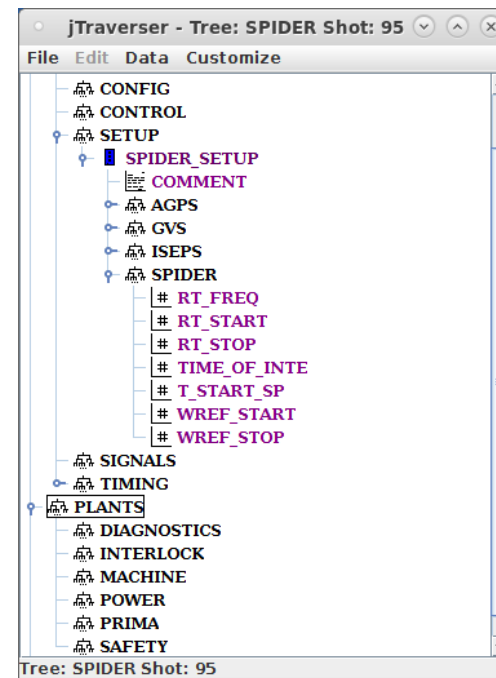 jTraverser - Tree: SPIDER Shot: 95
File Edit Data Customize
CONFIG
CONTROL
SETUP
SPIDER_SETUP
COMMENT
AGPS
GVS
ISEPS
SPIDER
# RT_FREQ
# RT_START
# RT_STOP
# TIME_OF_INTE
# T_START_SP
# WREF_START
# WREF_STOP
SIGNALS
TIMING
PLANTS
DIAGNOSTICS
INTERLOCK
MACHINE
POWER
PRIMA
SAFETY
Tree: SPIDER Shot: 95